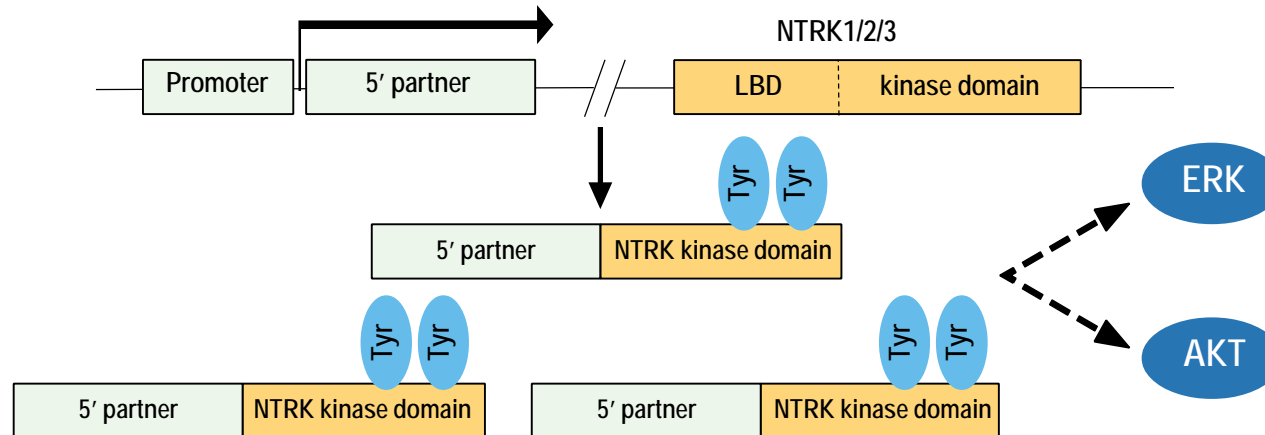 NTRK1/2/3
Promoter
5′ partner
LBD
kinase domain
Tyr
Tyr
ERK
5′ partner
NTRK kinase domain
Tyr
Tyr
Tyr
Tyr
AKT
5′ partner
NTRK kinase domain
5′ partner
NTRK kinase domain